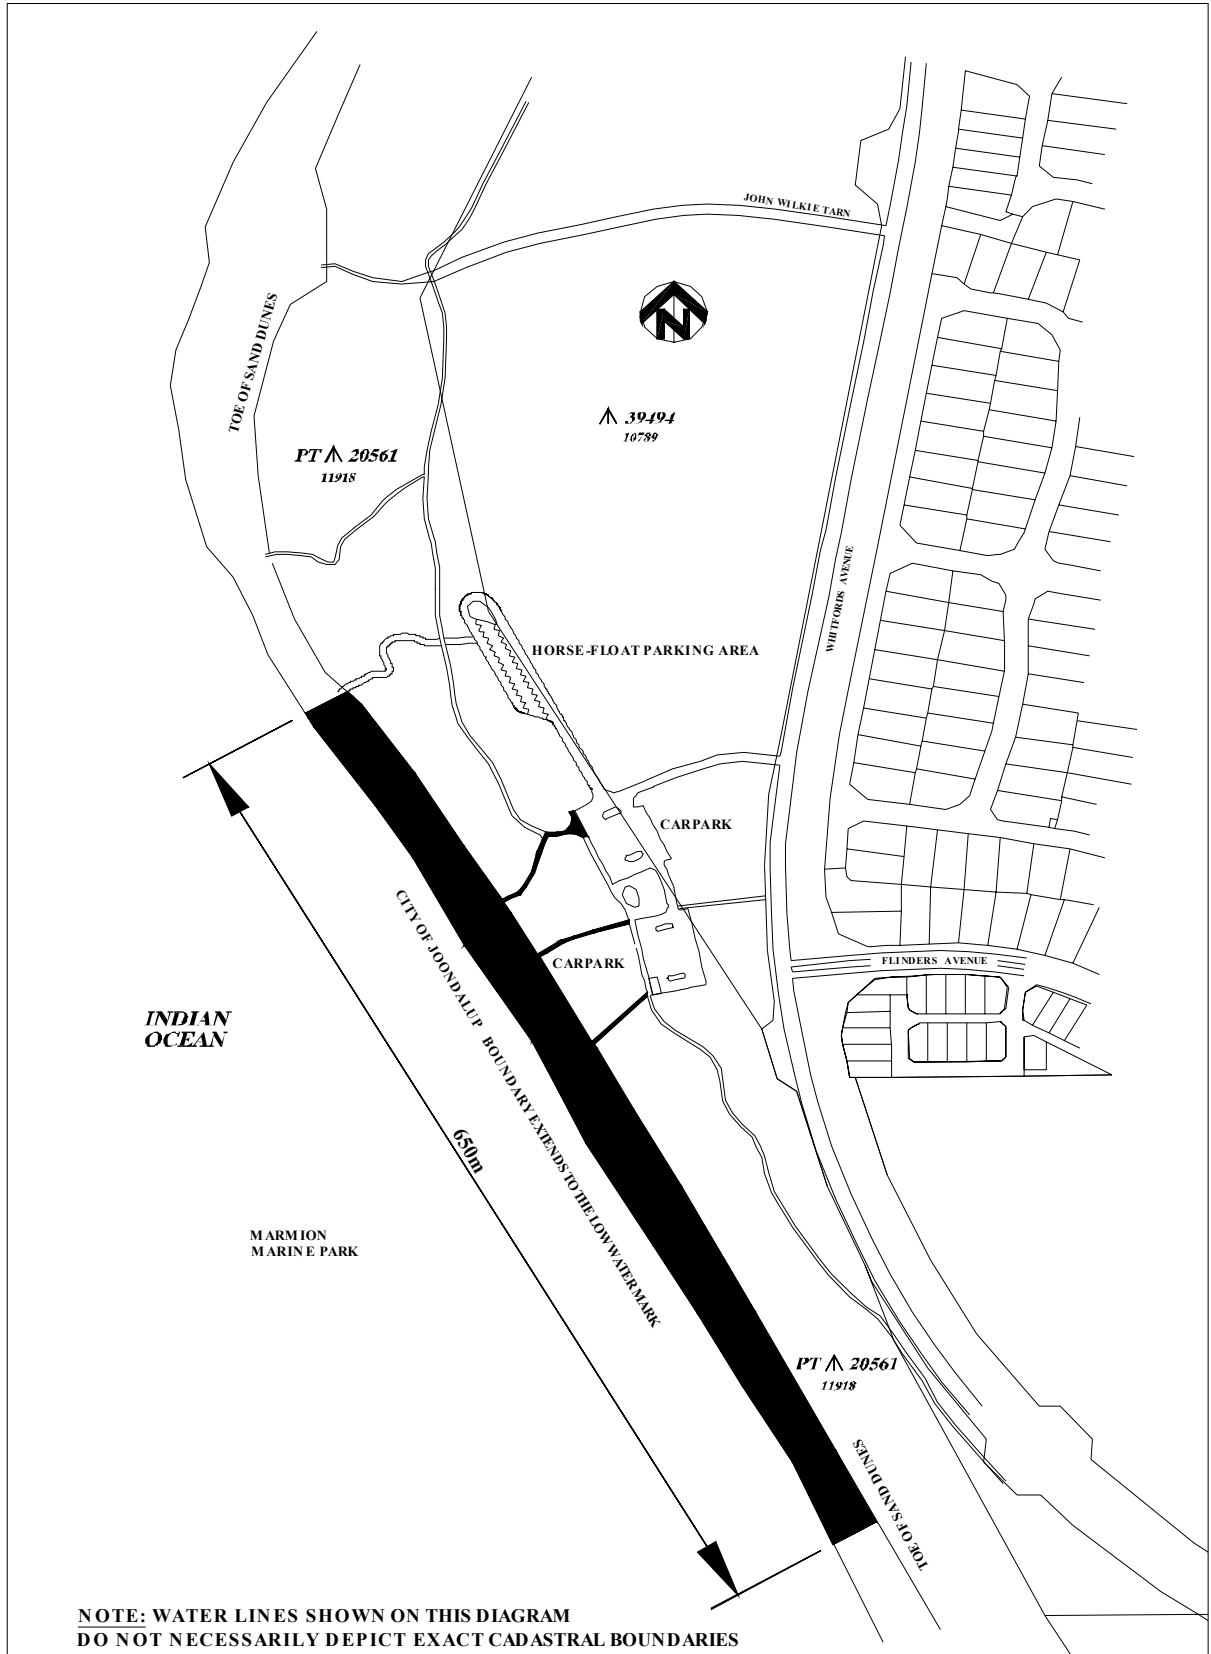 JOHN WILKIE TARN
N
TOE OF SAND DUNES
39494
10789
PT 20561
11918
WHITFORDS AVENUE
HORSE-FLOAT PARKING AREA
CARPARK
CITY OF JOONDALUP BOUNDARY EXTENDS TO THE LOW WATER MARK
CARPARK
FLINDERS AVENUE
INDIAN
OCEAN
650m
MARMION
MARINE PARK
PT 20561
11918
TOE OF SAND DUNES
NOTE: WATER LINES SHOWN ON THIS DIAGRAM
DO NOT NECESSARILY DEPICT EXACT CADASTRAL BOUNDARIES